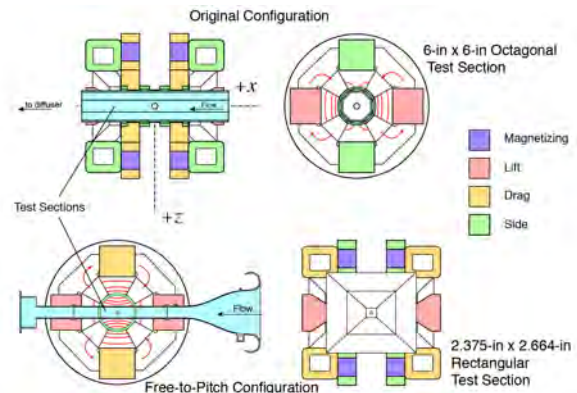 Original Configuration
6-in x 6-in Octagonal
Test Section
+x
to diffuser
Flow
Magnetizing
Lift
Drag
Side
Test Sections
+z
Flow
2.375-in x 2.664-in
Rectangular
Test Section
Free-to-Pitch Configuration